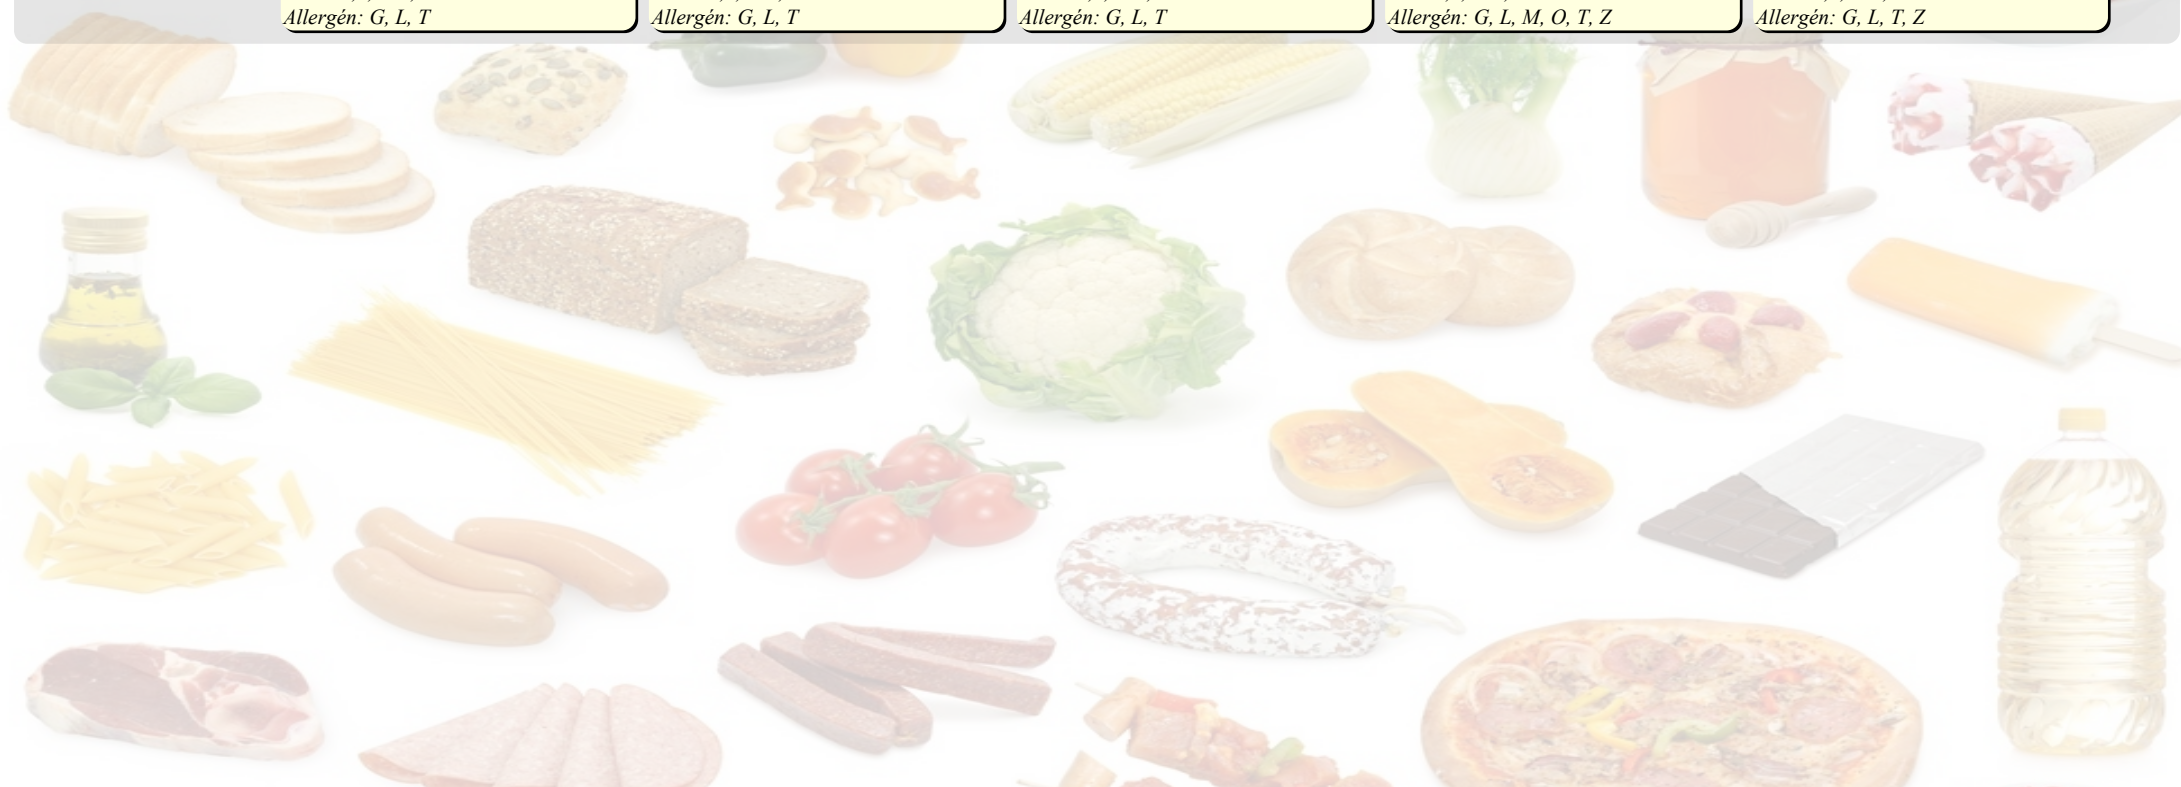 Allergén: G, L, T
Allergén: G, L, T
Allergén: G, L, T
Allergén: G, L, M, O, T, Z
Allergén: G, L, T, Z